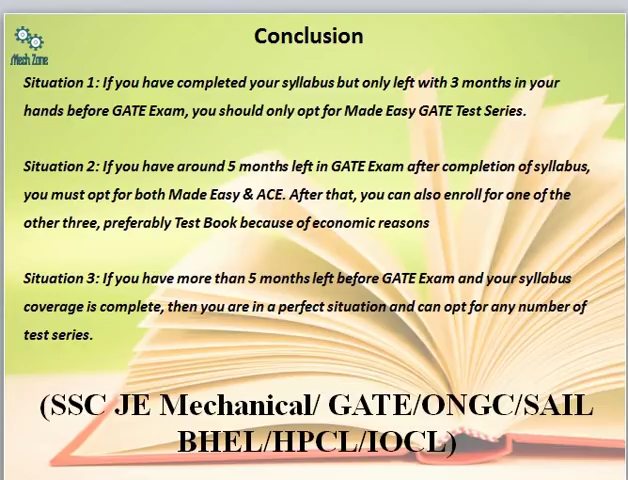 Conclusion
Mech Zone
Situation 1: If you have completed your syllabus but only left with 3 months in your
hands before GATE Exam, you should only opt for Made Easy GATE Test Series.
Situation 2: If you have around 5 months left in GATE Exam after completion of syllabus,
you must opt for both Made Easy & ACE. After that, you can also enroll for one of the
other three, preferably Test Book because of economic reasons
Situation 3: If you have more than 5 months left before GATE Exam and your syllabus
coverage is complete, then you are in a perfect situation and can opt for any number of
test series.
(SSC JE Mechanical/ GATE/ONGC/SAIL
BHEL/HPCL/IOCL)